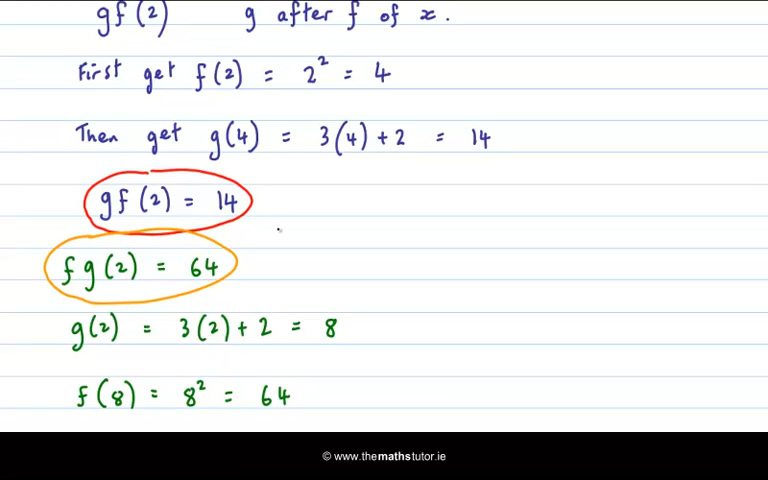 gf(2) g after f of x.
First get f(2) = 2² = 4
Then get g(4) = 3(4) + 2 = 14
gf(2) = 14
fg(2) = 64
g(2) = 3(2) + 2 = 8
f(8) = 8² = 64
© www.themathstutor.ie